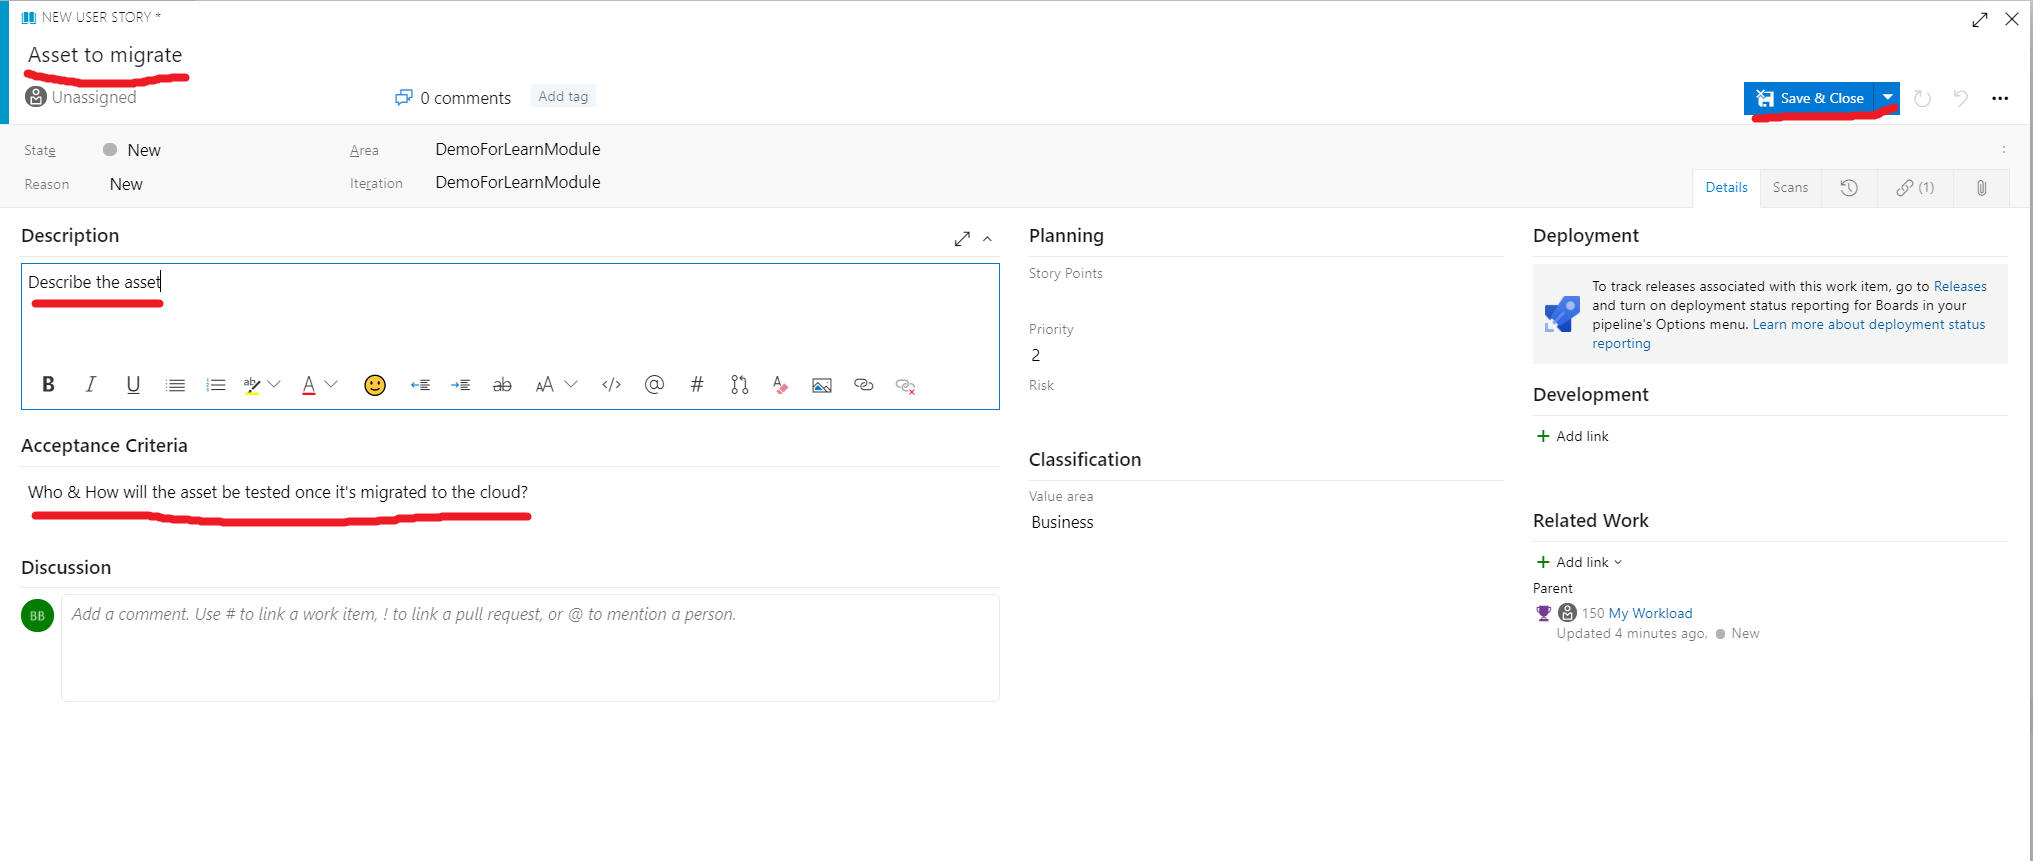 NEW USER STORY *
Asset to migrate
Unassigned
0 comments
Add tag
Save & Close
State
New
Area
DemoForLearnModule
Reason
New
Iteration
DemoForLearnModule
Details
Scans
(1)
Description
Describe the asset
B I U ab A AA </> @ # A
Acceptance Criteria
Who & How will the asset be tested once it's migrated to the cloud?
Discussion
BB
Add a comment. Use # to link a work item, ! to link a pull request, or @ to mention a person.
Planning
Story Points
Priority
2
Risk
Classification
Value area
Business
Deployment
To track releases associated with this work item, go to Releases
and turn on deployment status reporting for Boards in your
pipeline's Options menu. Learn more about deployment status
reporting
Development
+ Add link
Related Work
+ Add link
Parent
150 My Workload
Updated 4 minutes ago, New